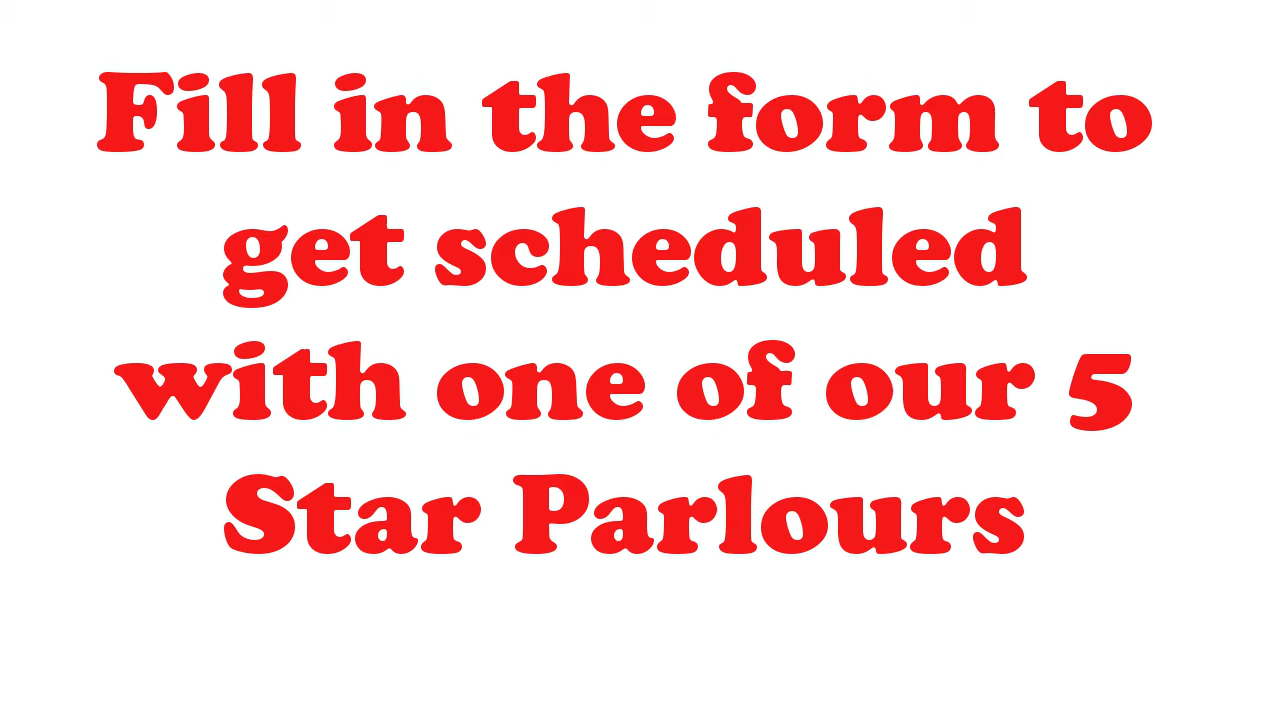 Fill in the form to
get scheduled
with one of our 5
Star Parlours